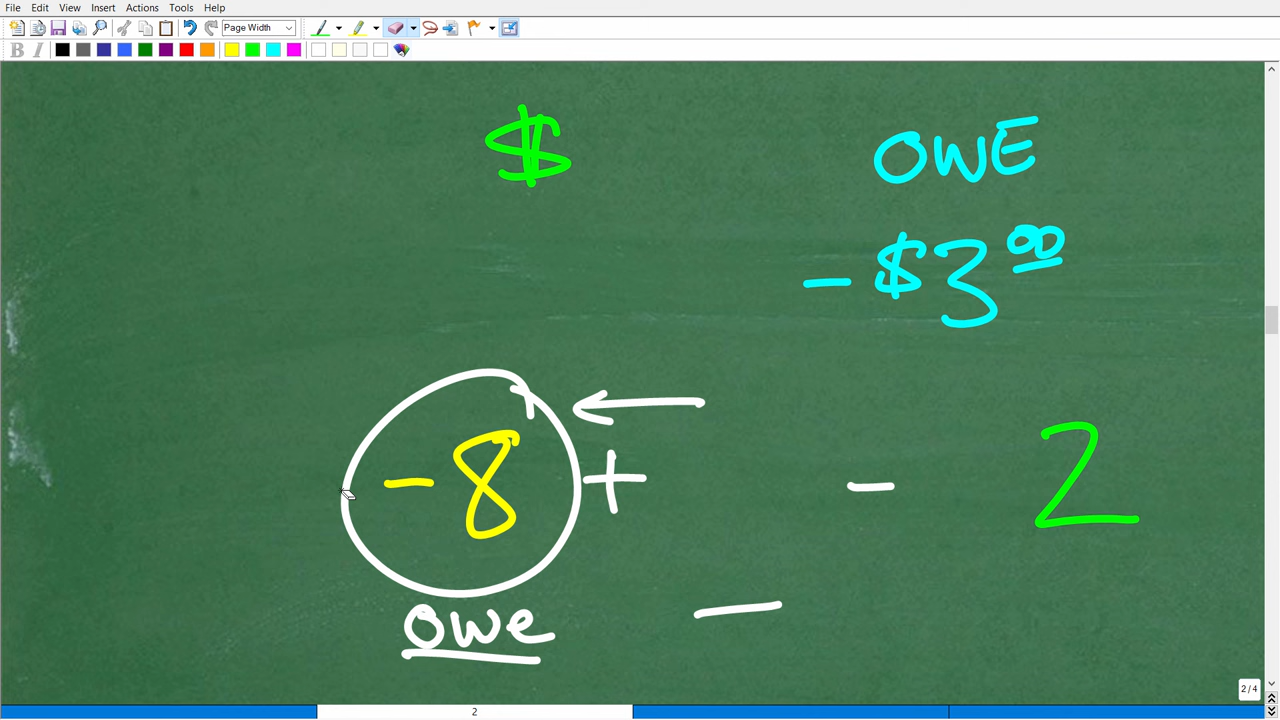 File Edit View Insert Actions Tools Help
Page Width
B I
$ OWE
-$3.00
-8 + - 2
owe -
2/4
2